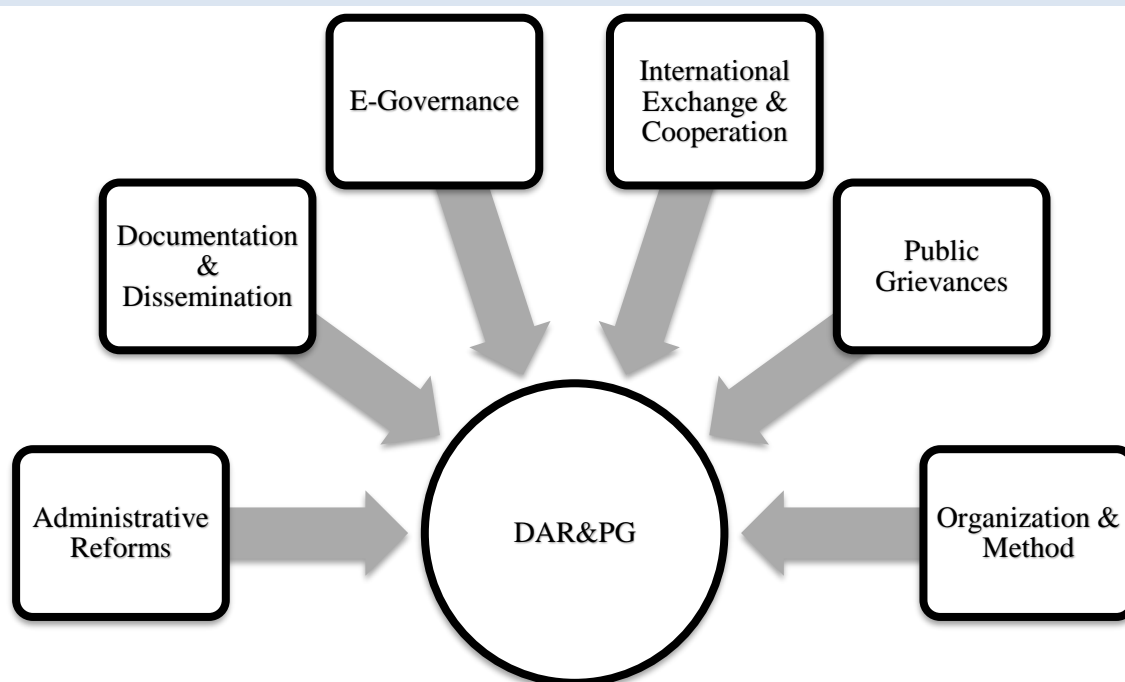 E-Governance
International
Exchange &
Cooperation
Documentation
&
Dissemination
Public
Grievances
Administrative
Reforms
DAR&PG
Organization &
Method